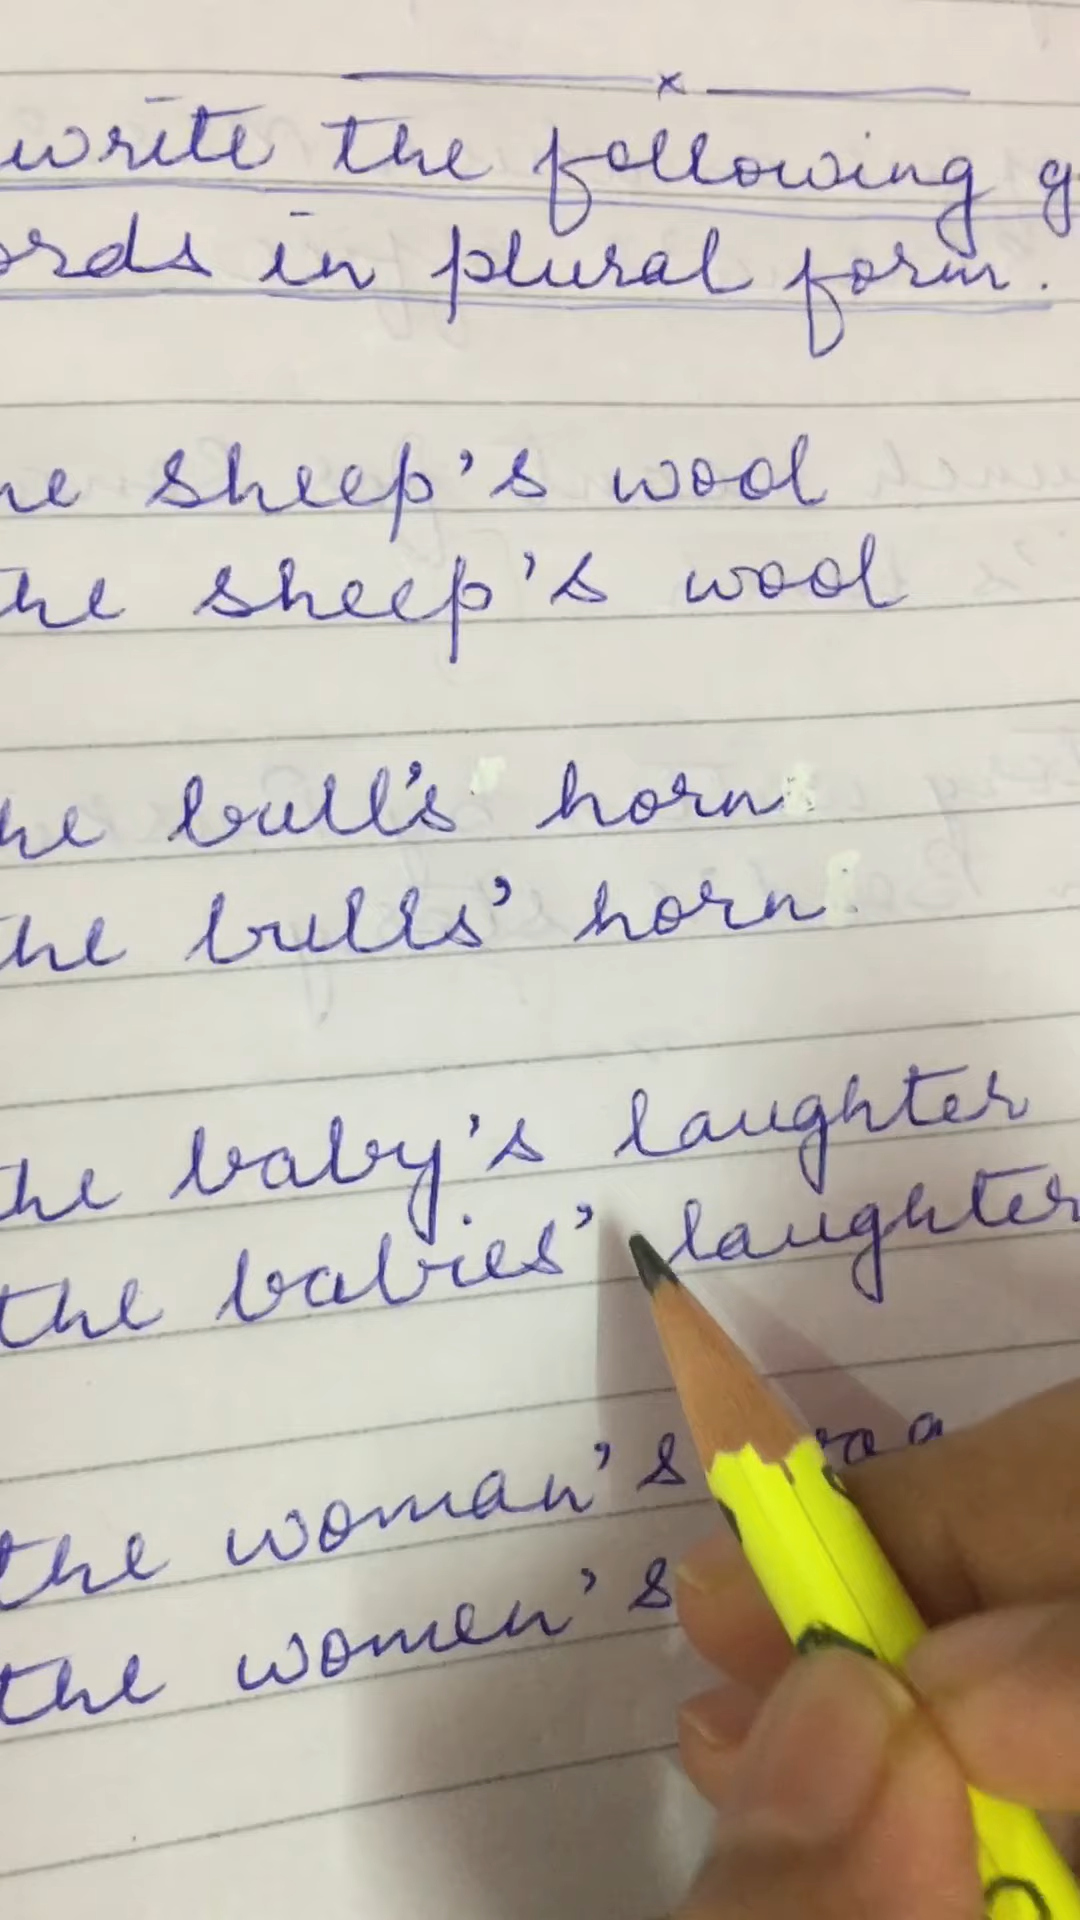 write the following g
ords in plural form.
he sheep's wool
the sheep's wool
he bull's horn
the bulls' horn
the baby's laughter
the babies' laughter
the woman's
the women's